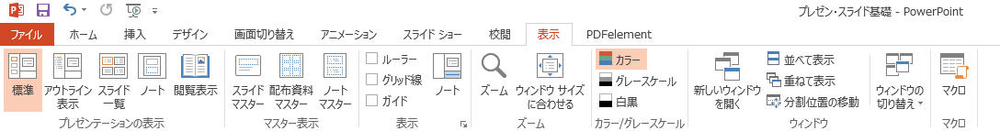 プレゼン・スライド基礎 - PowerPoint
ファイル ホーム 挿入 デザイン 画面切り替え アニメーション スライド ショー 校閲 表示 PDFelement
標準
アウトライン
表示
スライド
一覧
ノート
閲覧表示
プレゼンテーションの表示
スライド
マスター
配布資料
マスター
ノート
マスター
マスター表示
ルーラー
グリッド線
ガイド
ノート
表示
ズーム
ウィンドウ サイズ
に合わせる
ズーム
カラー
グレースケール
白黒
カラー/グレースケール
新しいウィンドウ
を開く
並べて表示
重ねて表示
分割位置の移動
ウィンドウの
切り替え
ウィンドウ
マクロ
マクロ